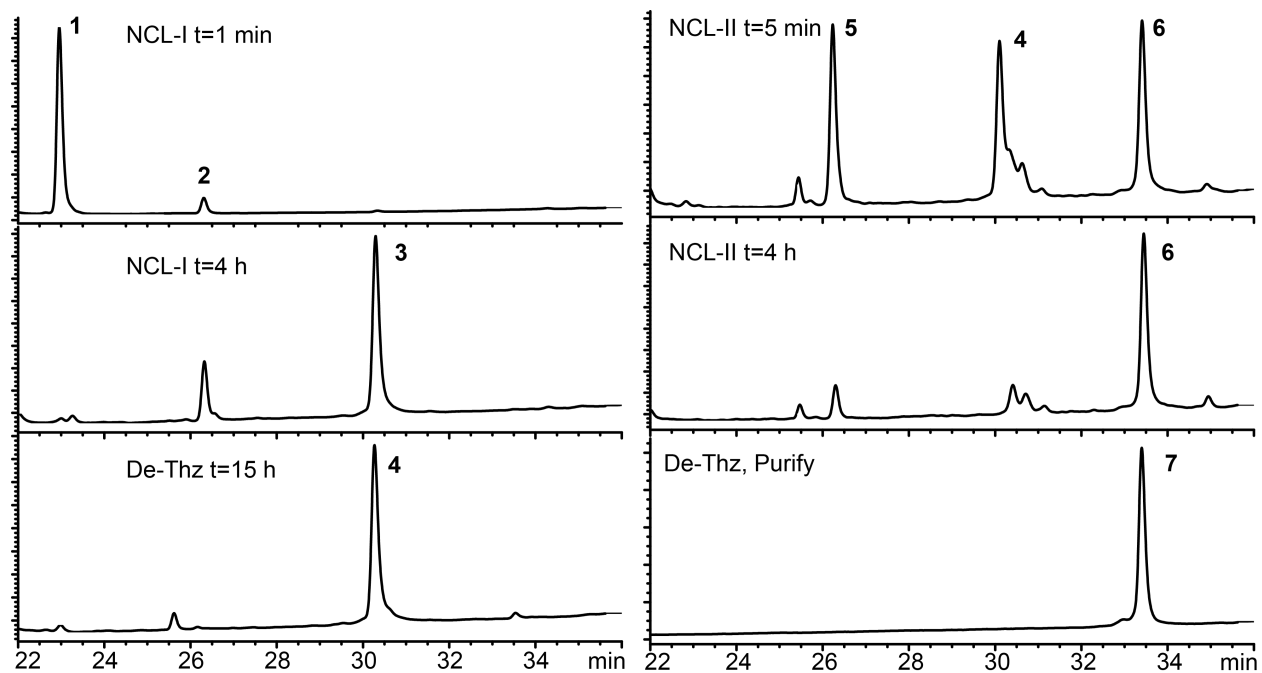 1
NCL-I t=1 min
2
NCL-I t=4 h
3
De-Thz t=15 h
4
22 24 26 28 30 32 34 min
NCL-II t=5 min
5
4
6
NCL-II t=4 h
6
De-Thz, Purify
7
22 24 26 28 30 32 34 min